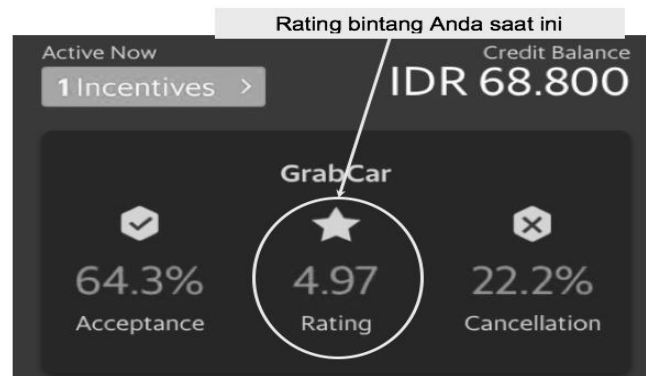 Rating bintang Anda saat ini
Active Now
Credit Balance
1 Incentives >
IDR 68.800
GrabCar
64.3%
4.97
22.2%
Acceptance
Rating
Cancellation